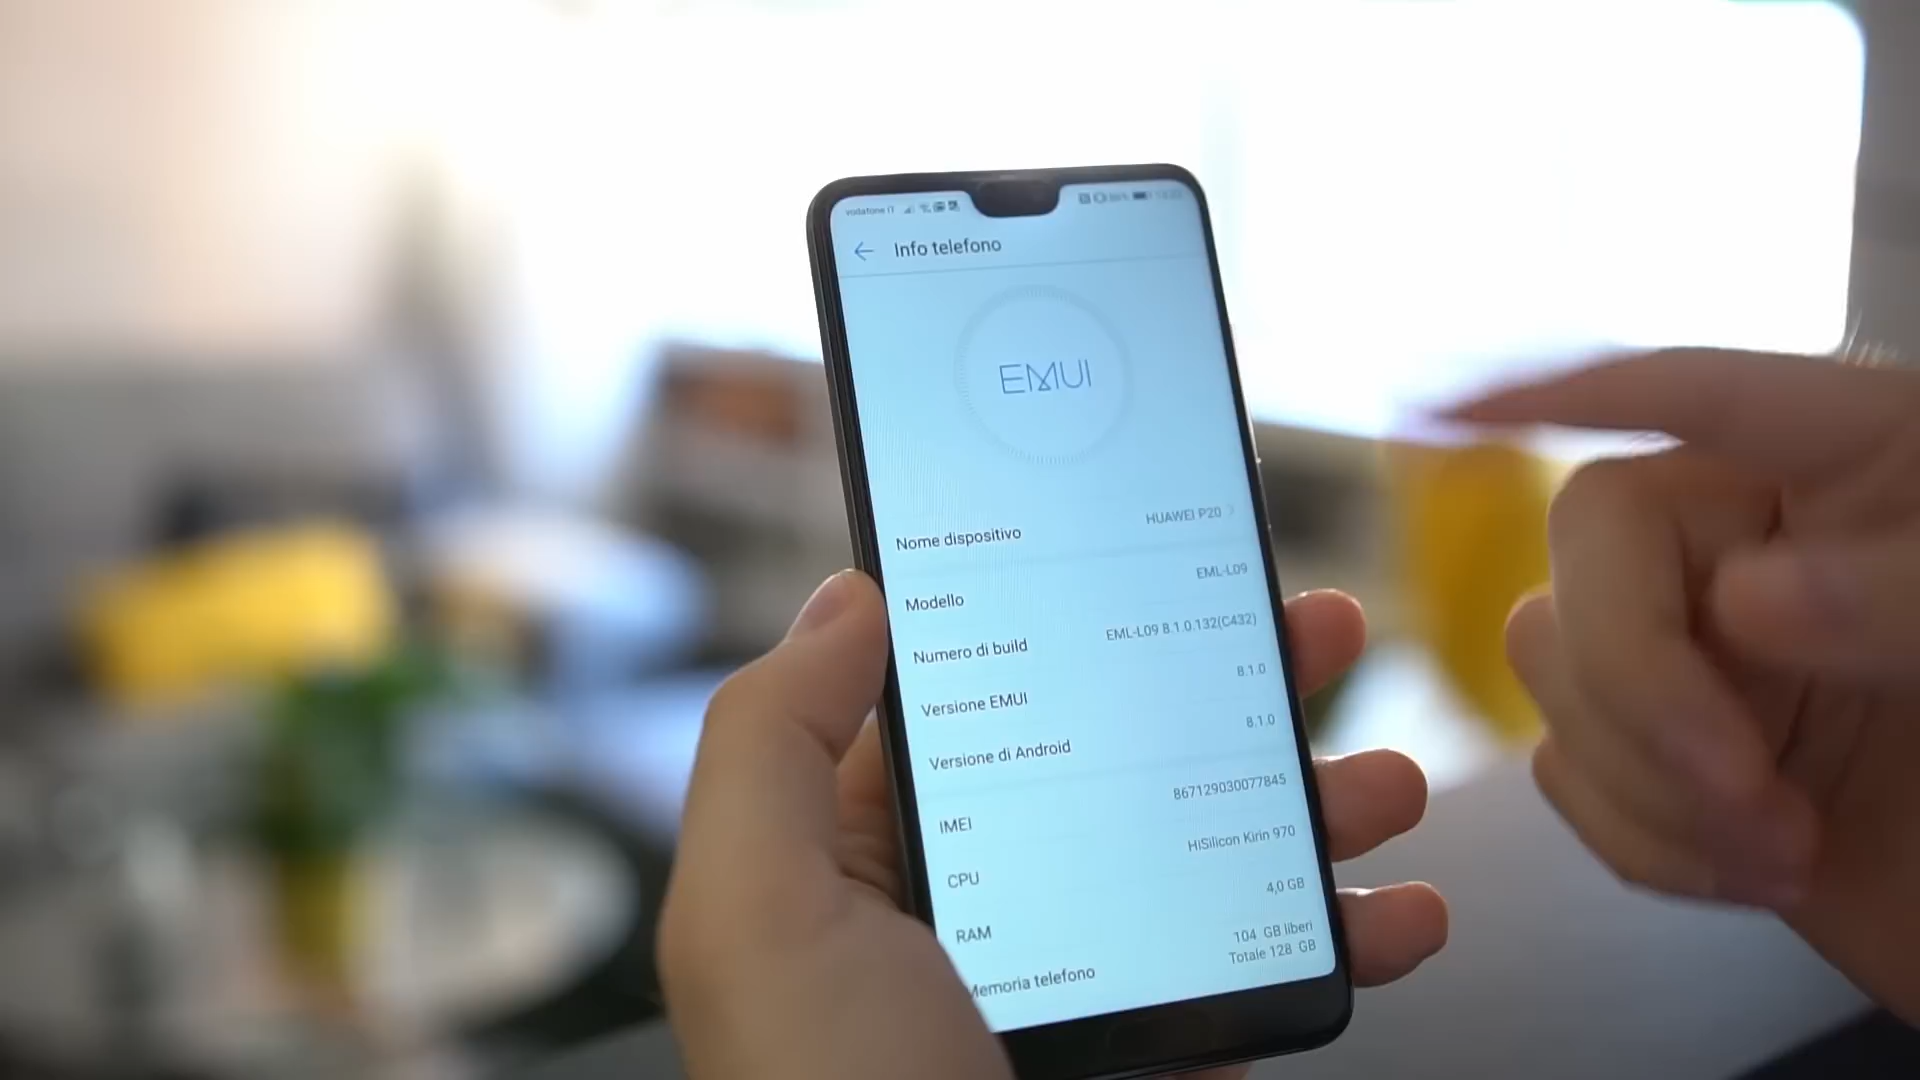 vodafone IT
Info telefono
EMUI
Nome dispositivo HUAWEI P20
Modello EML-L09
Numero di build EML-L09 8.1.0.132(C432)
Versione EMUI 8.1.0
Versione di Android 8.1.0
IMEI 867129030077845
CPU HiSilicon Kirin 970
RAM 4,0 GB
Memoria telefono 104 GB liberi
Totale 128 GB